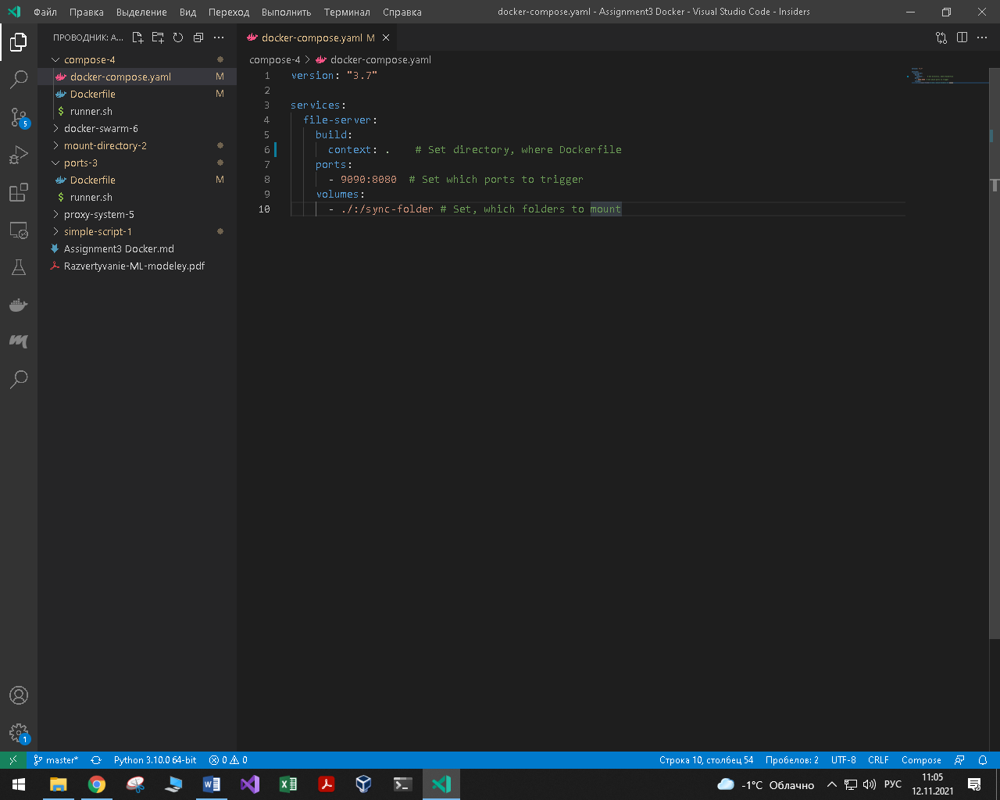 Файл Правка Выделение Вид Переход Выполнить Терминал Справка docker-compose.yaml - Assignment3 Docker - Visual Studio Code - Insiders
ПРОВОДНИК: A...
compose-4
docker-compose.yaml M
Dockerfile M
runner.sh
docker-swarm-6
mount-directory-2
ports-3
Dockerfile M
runner.sh
proxy-system-5
simple-script-1
Assignment3 Docker.md
Razvertyvanie-ML-modeley.pdf
docker-compose.yaml M
compose-4 > docker-compose.yaml
1 version: "3.7"
2
3 services:
4 file-server:
5 build:
6 context: . # Set directory, where Dockerfile
7 ports:
8 - 9090:8080 # Set which ports to trigger
9 volumes:
10 - ./:/sync-folder # Set, which folders to mount
5
1
master* Python 3.10.0 64-bit 0 0 Строка 10, столбец 54 Пробелов: 2 UTF-8 CRLF Compose
-1°C Облачно РУС 11:05
12.11.2021